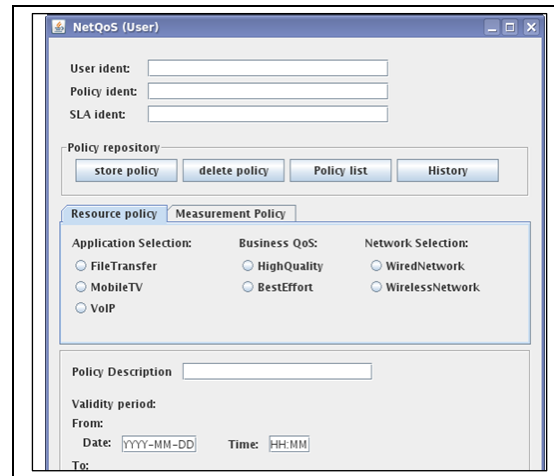 NetQoS (User)
User ident:
Policy ident:
SLA ident:
Policy repository
store policy delete policy Policy list History
Resource policy Measurement Policy
Application Selection: Business QoS: Network Selection:
FileTransfer HighQuality WiredNetwork
MobileTV BestEffort WirelessNetwork
VoIP
Policy Description
Validity period:
From:
Date: YYYY-MM-DD Time: HH:MM
To: